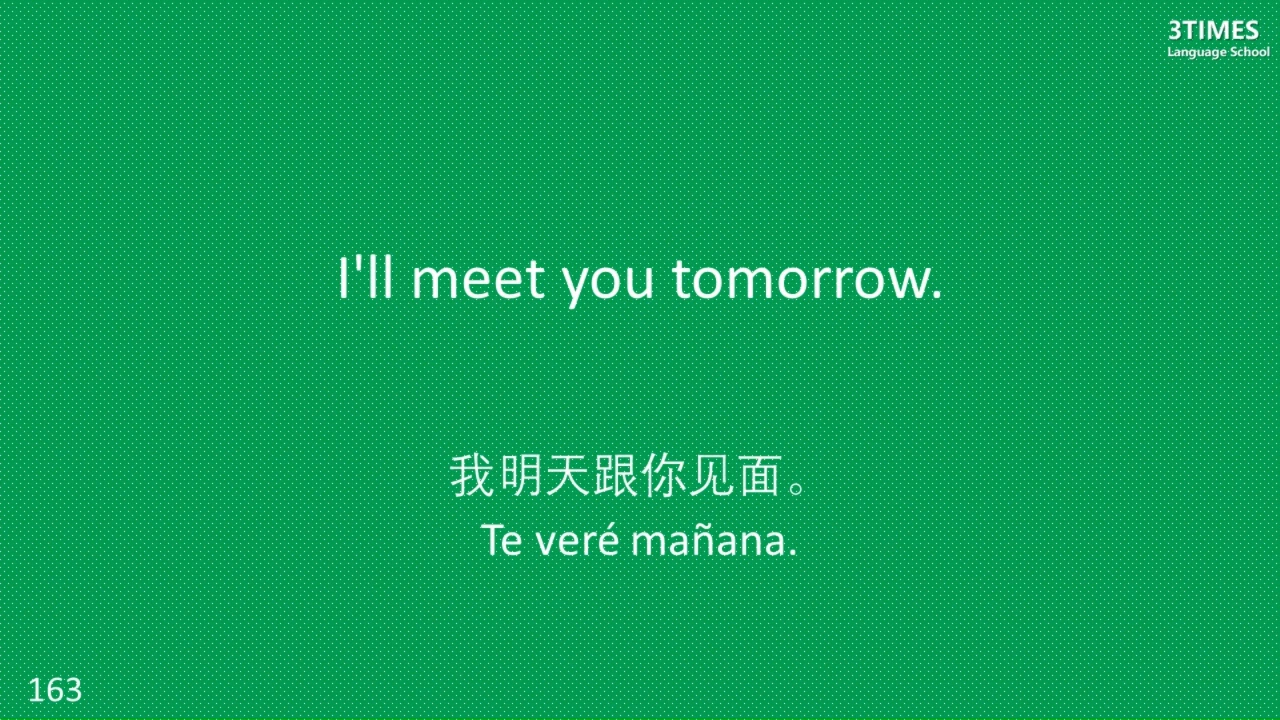 3TIMES
Language School
I'll meet you tomorrow.
我明天跟你见面。
Te veré mañana.
163